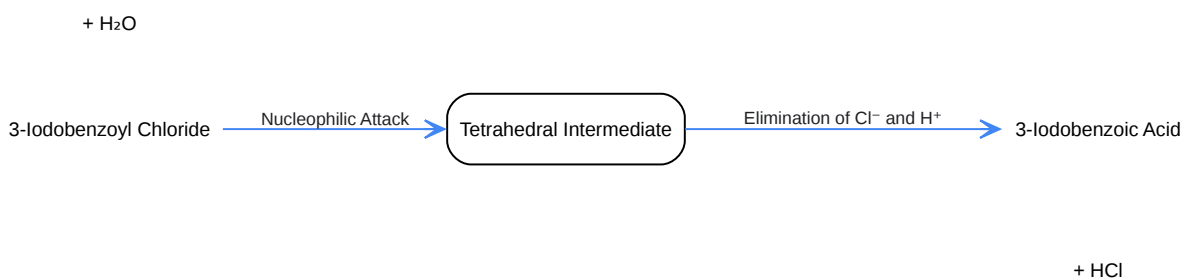 + H₂O
3-Iodobenzoyl Chloride
Nucleophilic Attack
Tetrahedral Intermediate
Elimination of Cl⁻ and H⁺
3-Iodobenzoic Acid
+ HCl